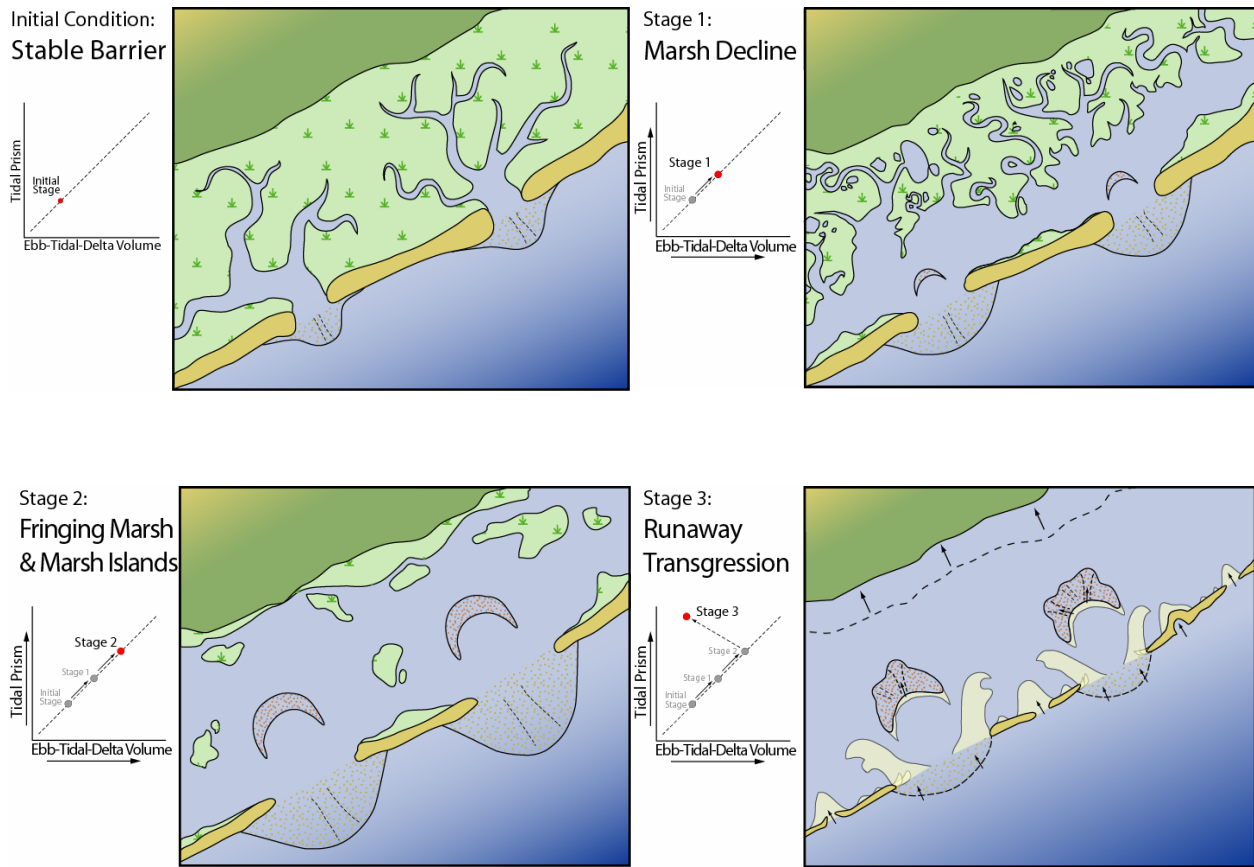 Initial Condition:
Stable Barrier
Tidal Prism
Initial
Stage
Ebb-Tidal-Delta Volume
Stage 1:
Marsh Decline
Tidal Prism
Stage 1
Initial
Stage
Ebb-Tidal-Delta Volume
Stage 2:
Fringing Marsh
& Marsh Islands
Tidal Prism
Stage 2
Stage 1
Initial
Stage
Ebb-Tidal-Delta Volume
Stage 3:
Runaway
Transgression
Tidal Prism
Stage 3
Stage 2
Stage 1
Initial
Stage
Ebb-Tidal-Delta Volume